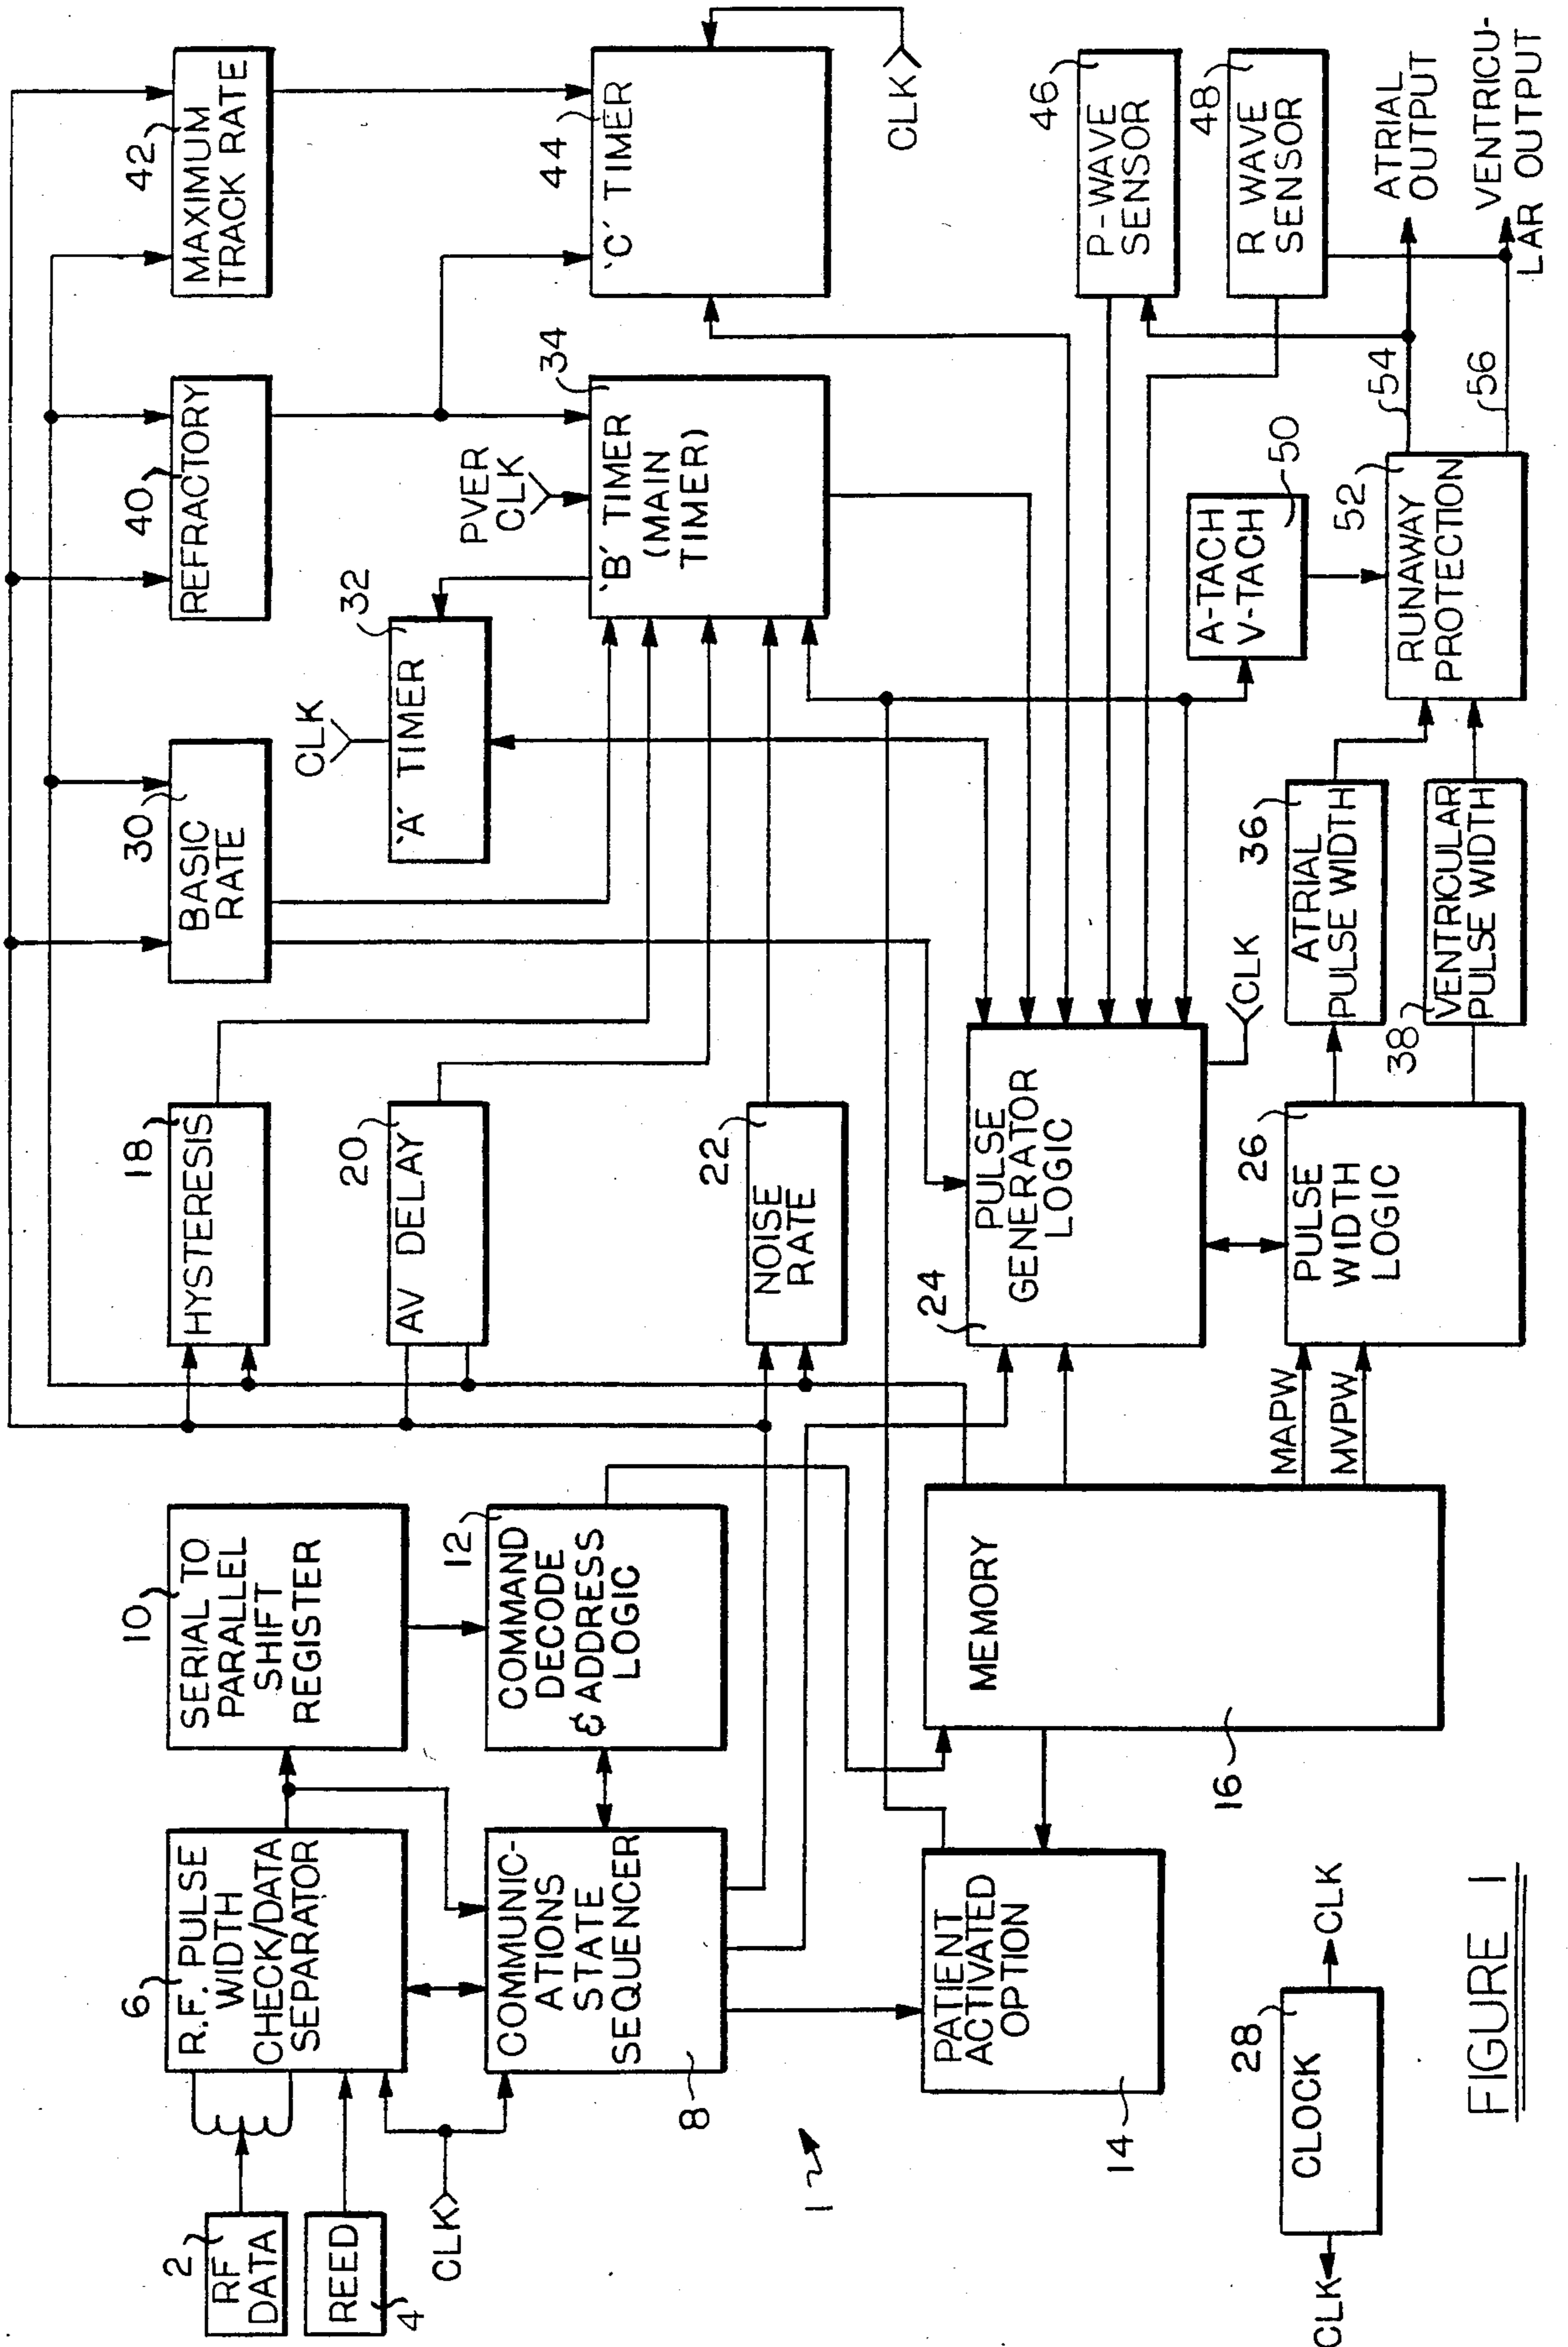 2
RF
DATA
REED
4
CLK
6
R.F. PULSE
WIDTH
CHECK/DATA
SEPARATOR
COMMUNIC-
ATIONS
STATE
SEQUENCER
8
10
SERIAL TO
PARALLEL
SHIFT
REGISTER
12
COMMAND
DECODE
& ADDRESS
LOGIC
1
PATIENT
ACTIVATED
OPTION
14
MEMORY
16
CLK
28
CLOCK
CLK
18
HYSTERESIS
20
AV DELAY
22
NOISE
RATE
24
PULSE
GENERATOR
LOGIC
CLK
MAPW
MVPW
26
PULSE
WIDTH
LOGIC
30
BASIC
RATE
CLK
32
'A' TIMER
36
ATRIAL
PULSE WIDTH
38
VENTRICULAR
PULSE WIDTH
40
REFRACTORY
PVER
CLK
34
'B' TIMER
(MAIN
TIMER)
A-TACH
V-TACH
50
52
RUNAWAY
PROTECTION
54
56
42
MAXIMUM
TRACK RATE
44
'C' TIMER
CLK
46
P-WAVE
SENSOR
48
R WAVE
SENSOR
ATRIAL
OUTPUT
VENTRICU-
LAR OUTPUT
FIGURE 1